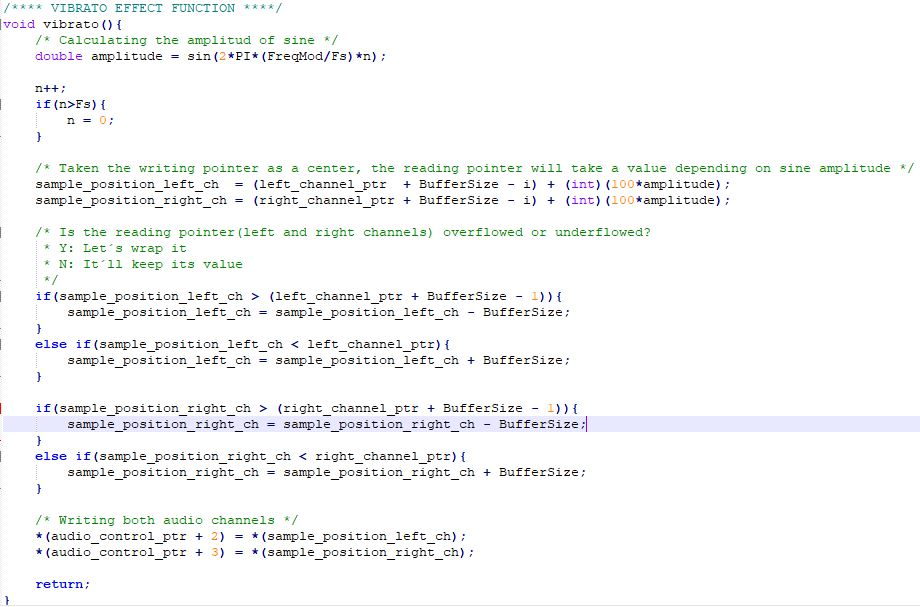 /**** VIBRATO EFFECT FUNCTION ****/
void vibrato(){
    /* Calculating the amplitud of sine */
    double amplitude = sin(2*PI*(FreqMod/Fs)*n);

    n++;
    if(n>Fs){
        n = 0;
    }

    /* Taken the writing pointer as a center, the reading pointer will take a value depending on sine amplitude */
    sample_position_left_ch  = (left_channel_ptr  + BufferSize - i) + (int)(100*amplitude);
    sample_position_right_ch = (right_channel_ptr + BufferSize - i) + (int)(100*amplitude);

    /* Is the reading pointer(left and right channels) overflowed or underflowed?
     * Y: Let´s wrap it
     * N: It´ll keep its value
     */
    if(sample_position_left_ch > (left_channel_ptr + BufferSize - 1)){
        sample_position_left_ch = sample_position_left_ch - BufferSize;
    }
    else if(sample_position_left_ch < left_channel_ptr){
        sample_position_left_ch = sample_position_left_ch + BufferSize;
    }

    if(sample_position_right_ch > (right_channel_ptr + BufferSize - 1)){
        sample_position_right_ch = sample_position_right_ch - BufferSize;
    }
    else if(sample_position_right_ch < right_channel_ptr){
        sample_position_right_ch = sample_position_right_ch + BufferSize;
    }

    /* Writing both audio channels */
    *(audio_control_ptr + 2) = *(sample_position_left_ch);
    *(audio_control_ptr + 3) = *(sample_position_right_ch);

    return;
}